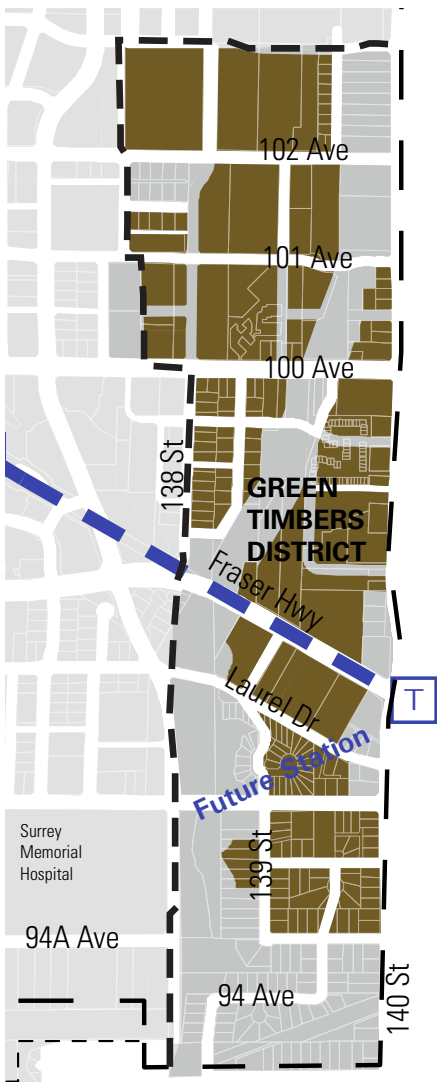 102 Ave
101 Ave
100 Ave
138 St
GREEN
TIMBERS
DISTRICT
Fraser Hwy
T
Laurel Dr
Future Station
Surrey
Memorial
Hospital
139 St
94A Ave
94 Ave
140 St